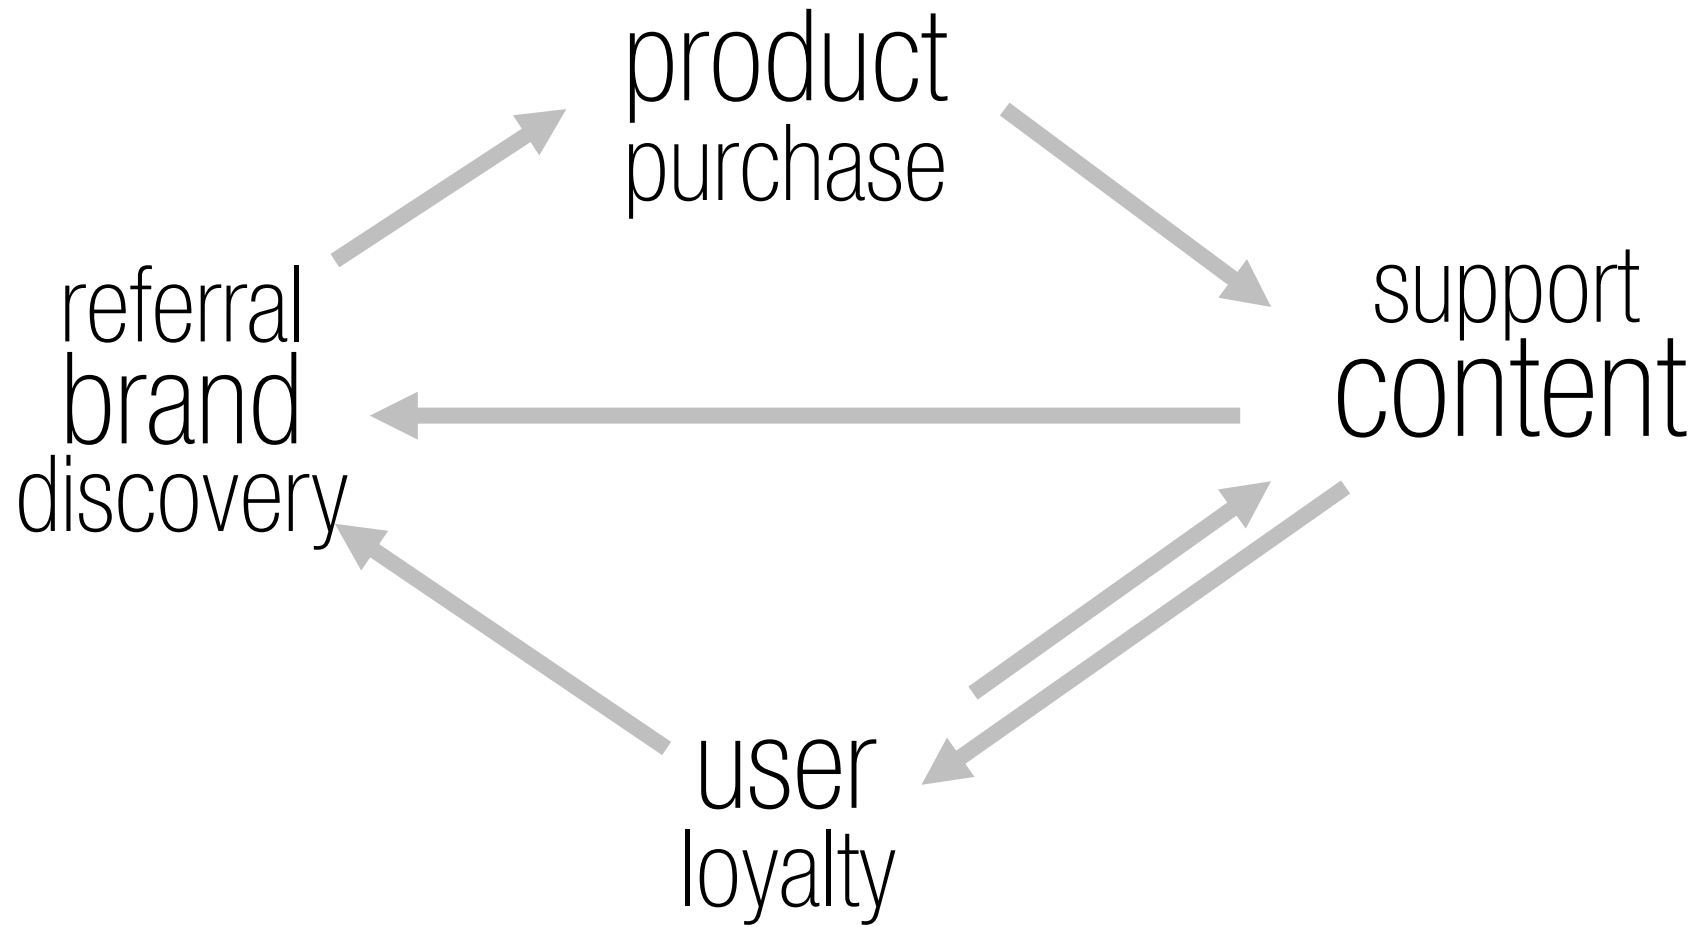 product
purchase
referral
brand
discovery
support
content
user
loyalty